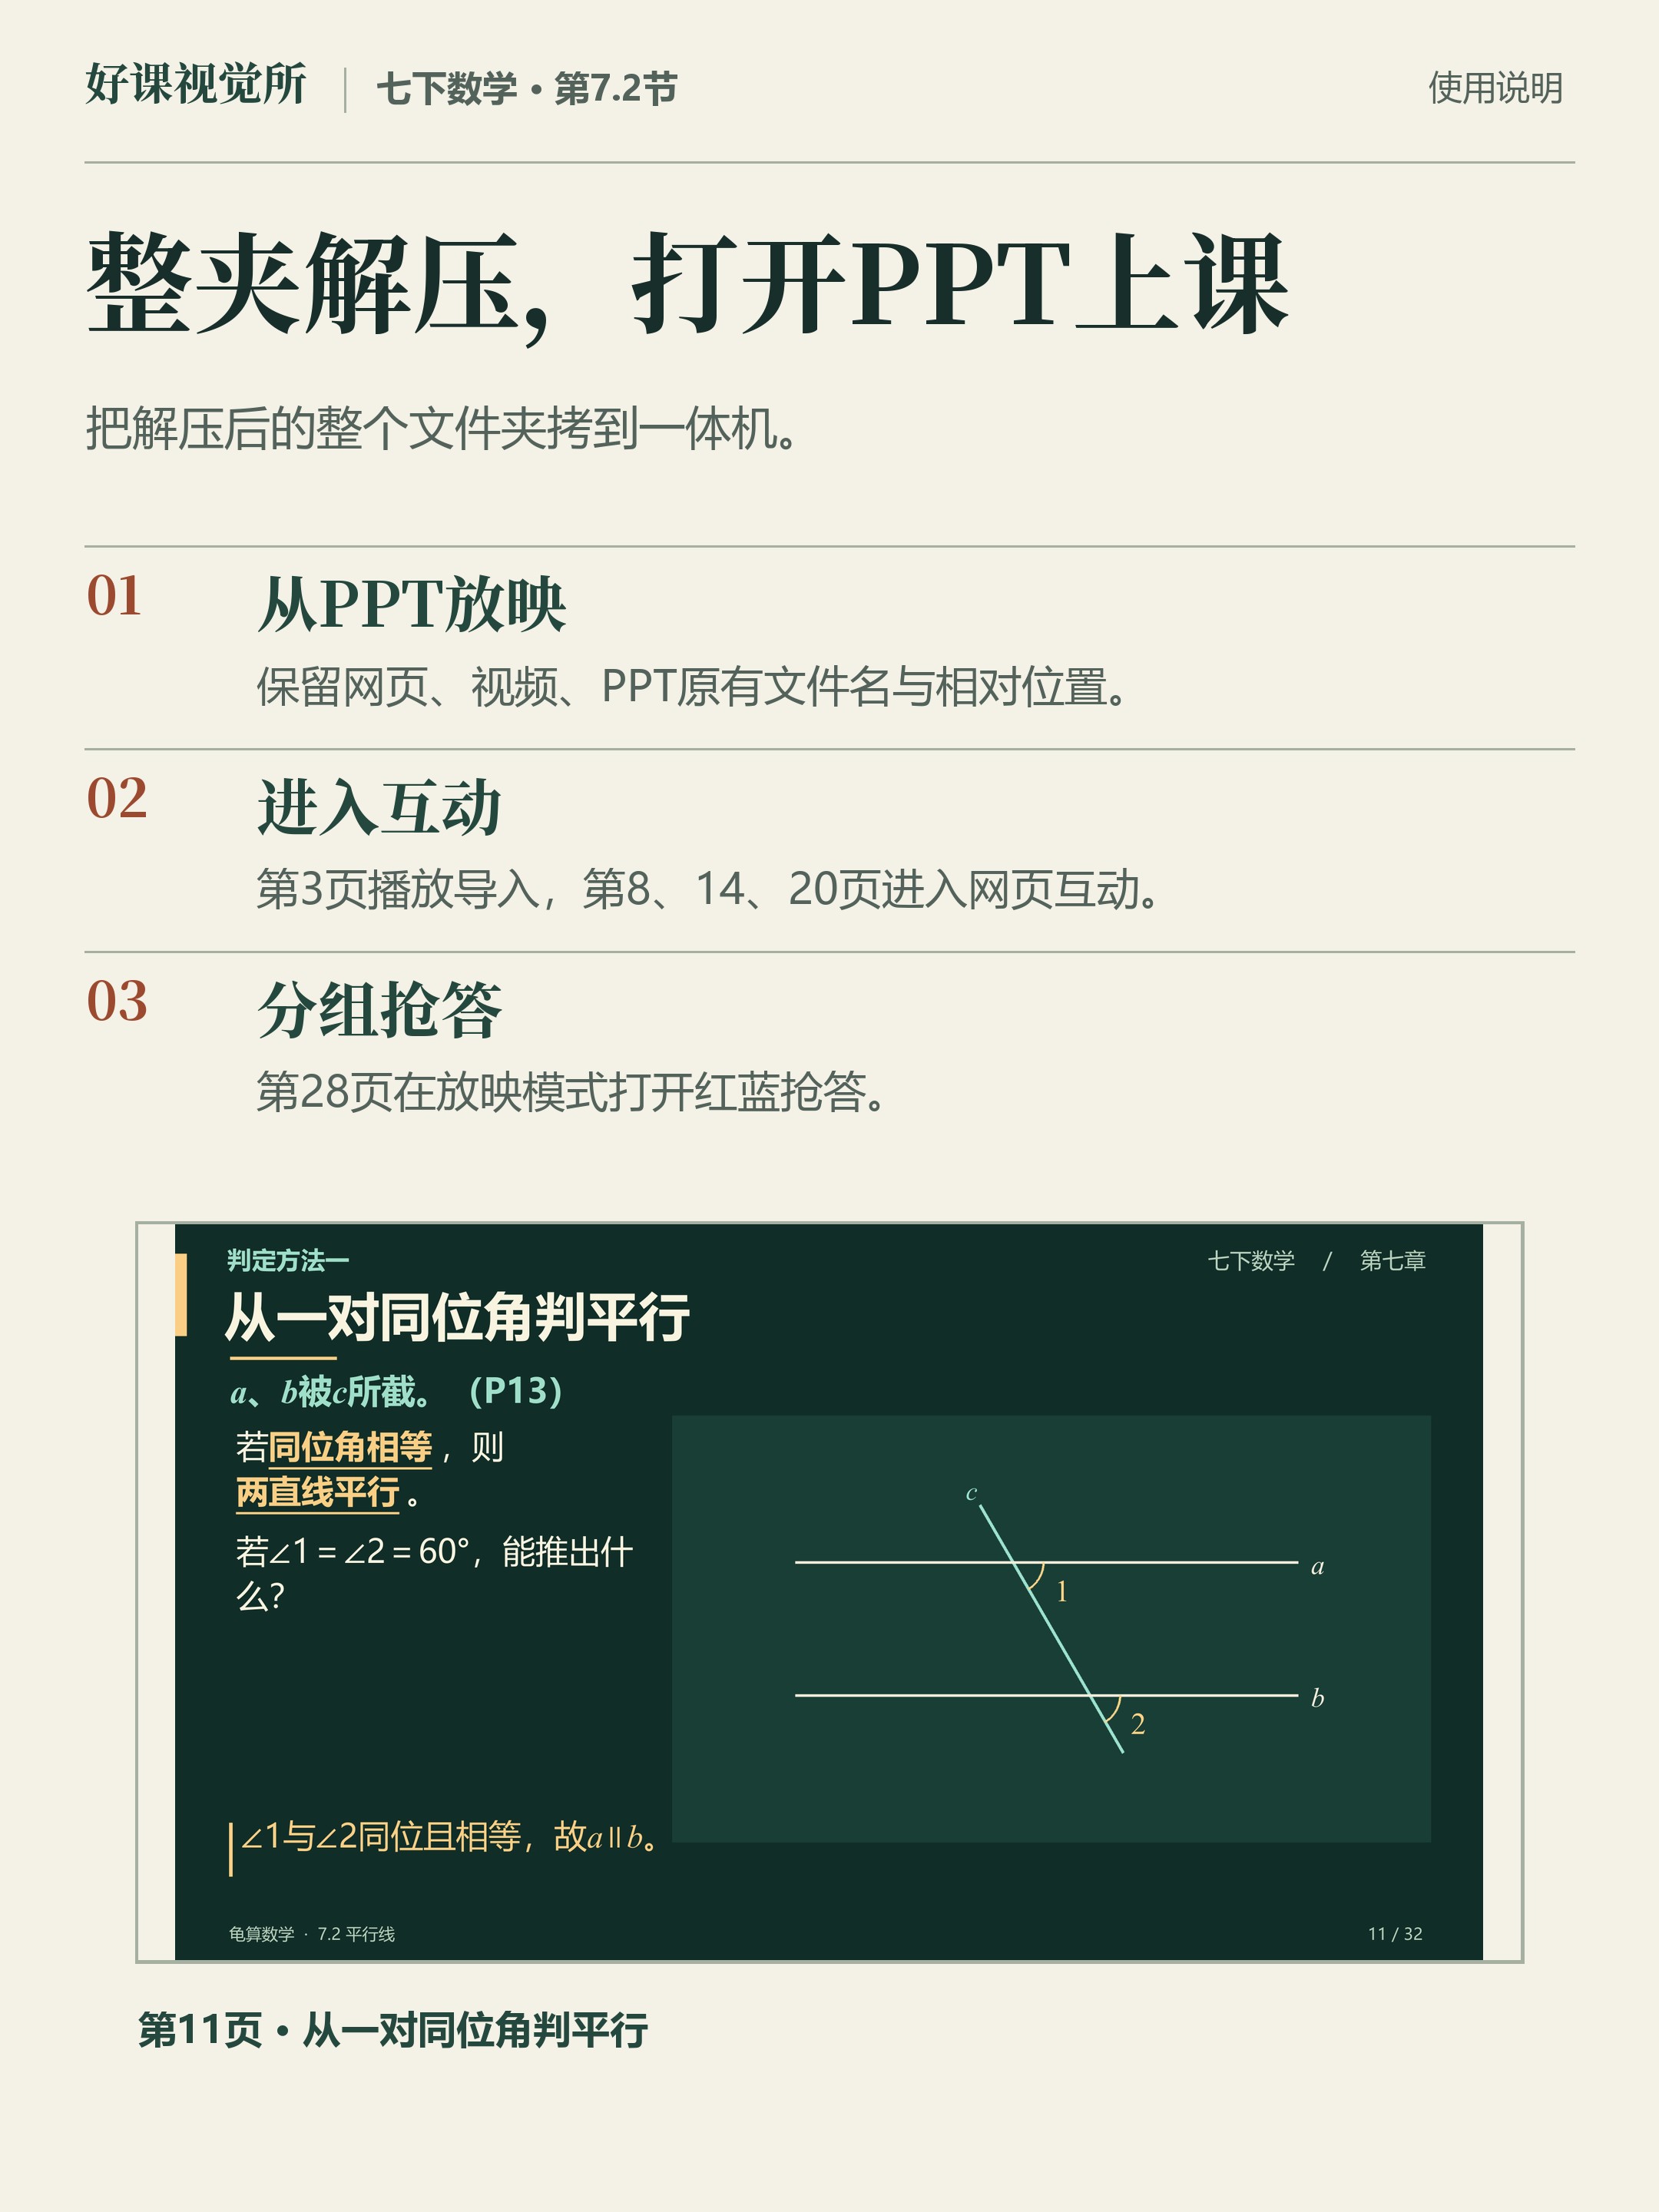 好课视觉所
七下数学·第7.2节
使用说明
整夹解压，打开PPT上课
把解压后的整个文件夹拷到一体机。
01
从PPT放映
保留网页、视频、PPT原有文件名与相对位置。
02
进入互动
第3页播放导入，第8、14、20页进入网页互动。
03
分组抢答
第28页在放映模式打开红蓝抢答。
判定方法一
七下数学 / 第七章
从一对同位角判平行
a、b被c所截。（P13）
若同位角相等，则
两直线平行。
若∠1＝∠2＝60°，能推出什
么？
c
a
1
b
2
∠1与∠2同位且相等，故a∥b。
龟算数学 · 7.2 平行线
11 / 32
第11页·从一对同位角判平行